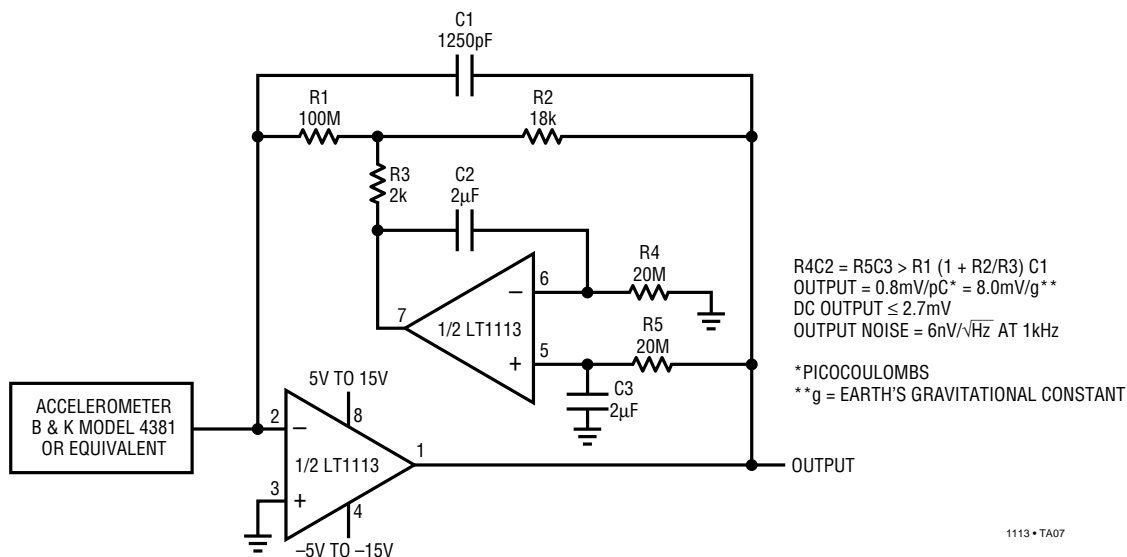 C1
1250pF
R1
100M
R2
18k
R3
2k
C2
2µF
R4
20M
6
–
7
1/2 LT1113
R5
20M
5
+
C3
2µF
R4C2 = R5C3 > R1 (1 + R2/R3) C1
OUTPUT = 0.8mV/pC* = 8.0mV/g**
DC OUTPUT ≤ 2.7mV
OUTPUT NOISE = 6nV/√Hz AT 1kHz
*PICOCOULOMBS
**g = EARTH'S GRAVITATIONAL CONSTANT
ACCELEROMETER
B & K MODEL 4381
OR EQUIVALENT
5V TO 15V
8
2
–
1/2 LT1113
1
3
+
4
–5V TO –15V
OUTPUT
1113 • TA07